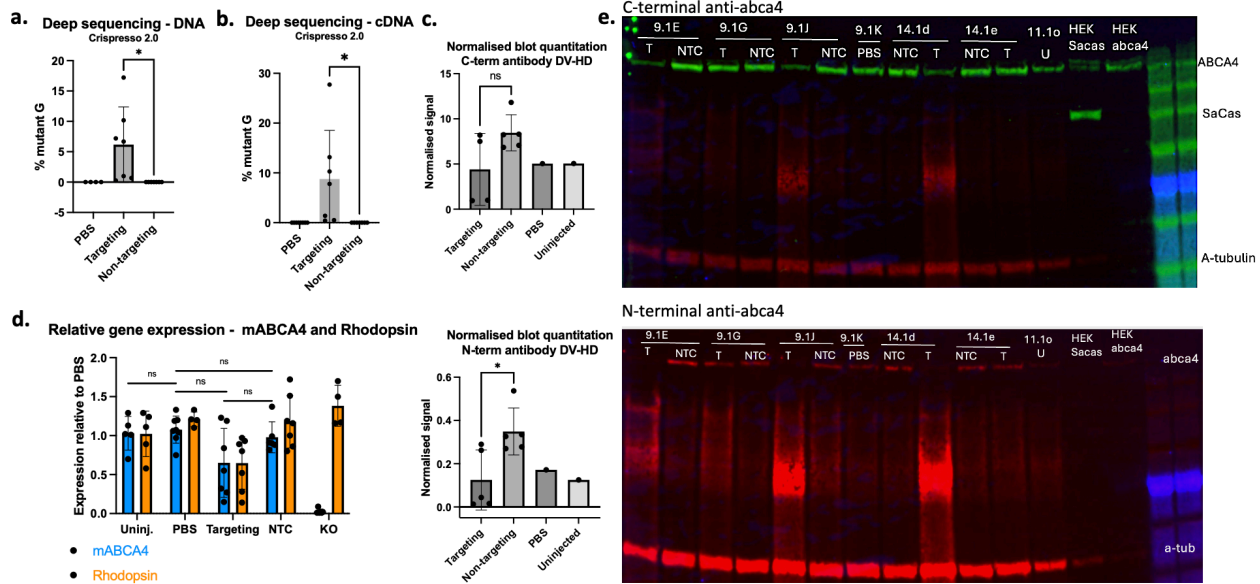 a.
Deep sequencing - DNA
Crispresso 2.0
*
% mutant G
20
15
10
5
0
-5
PBS
Targeting
Non-targeting
b.
Deep sequencing - cDNA
Crispresso 2.0
*
% mutant G
30
20
10
0
PBS
Targeting
Non-targeting
c.
Normalised blot quantitation
C-term antibody DV-HD
ns
Normalised signal
15
10
5
0
Targeting
Non-targeting
PBS
Uninjected
d.
Relative gene expression - mABCA4 and Rhodopsin
Expression relative to PBS
2.0
1.5
1.0
0.5
0.0
ns
ns
ns
ns
Uninj.
PBS
Targeting
NTC
KO
mABCA4
Rhodopsin
Normalised blot quantitation
N-term antibody DV-HD
*
Normalised signal
0.6
0.4
0.2
0.0
Targeting
Non-targeting
PBS
Uninjected
e.
C-terminal anti-abca4
9.1E 9.1G 9.1J 9.1K 14.1d 14.1e 11.1o HEK HEK
T NTC T NTC T NTC PBS NTC T NTC T U Sacas abca4
ABCA4
SaCas
A-tubulin
N-terminal anti-abca4
9.1E 9.1G 9.1J 9.1K 14.1d 14.1e 11.1o HEK HEK
T NTC T NTC T NTC PBS NTC T NTC T U Sacas abca4
abca4
a-tub